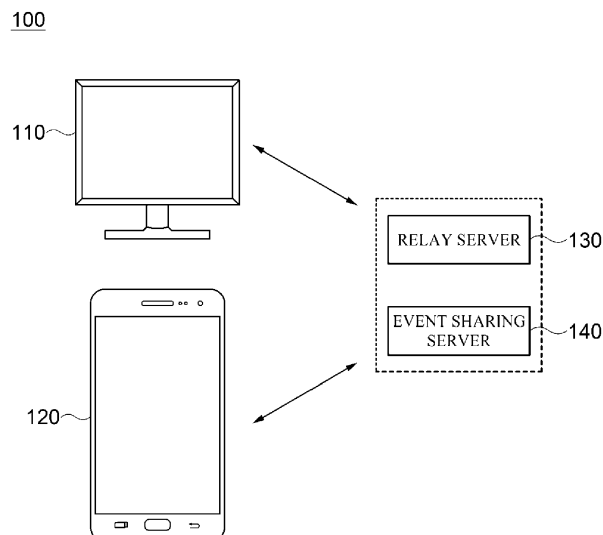 100
110
RELAY SERVER
130
EVENT SHARING
SERVER
140
120